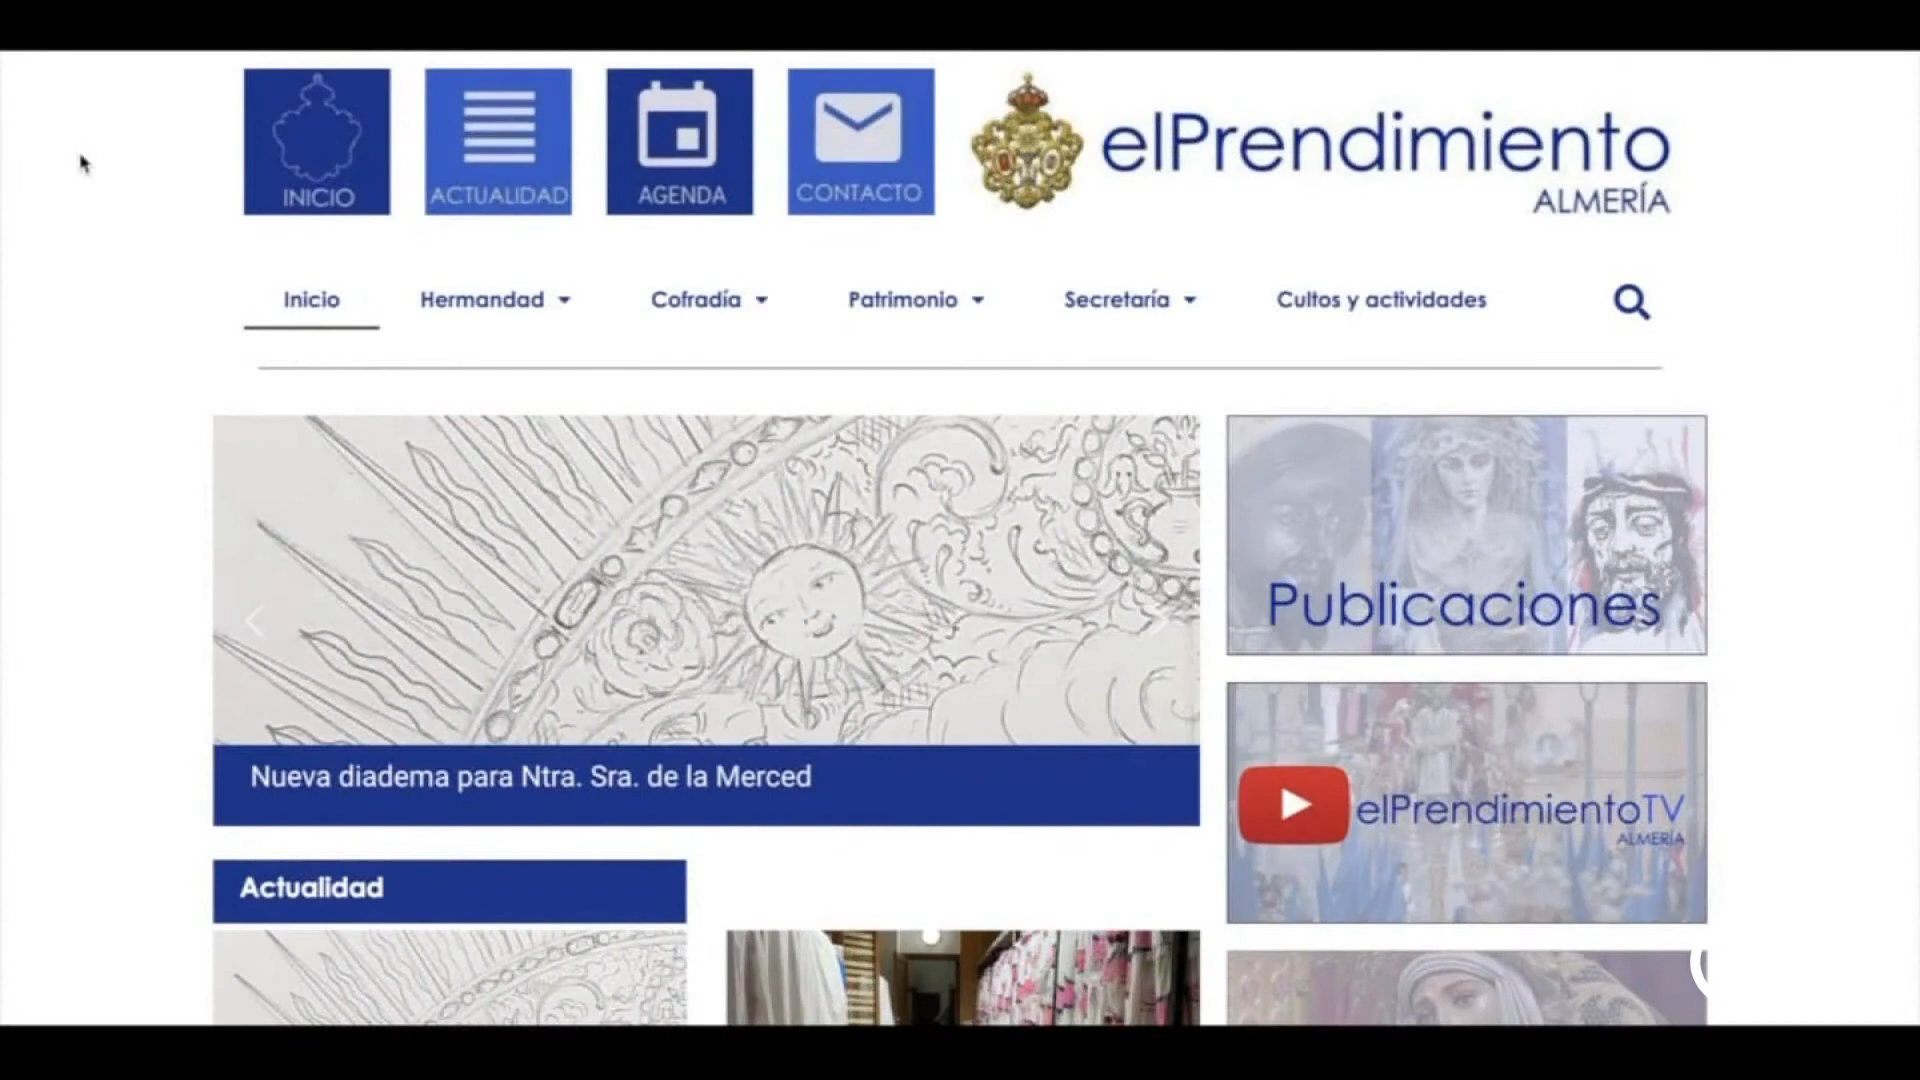 INICIO
ACTUALIDAD
AGENDA
CONTACTO
elPrendimiento
ALMERÍA
Inicio
Hermandad
Cofradía
Patrimonio
Secretaría
Cultos y actividades
Publicaciones
Nueva diadema para Ntra. Sra. de la Merced
elPrendimientoTV
ALMERÍA
Actualidad